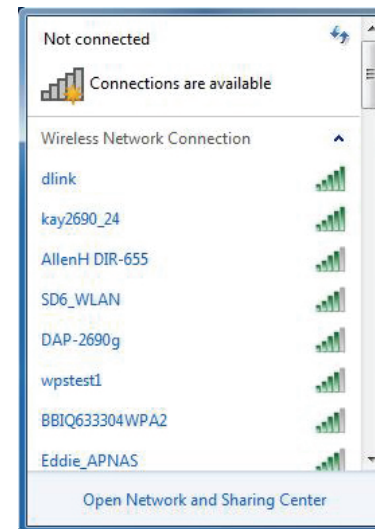 Not connected
Connections are available
Wireless Network Connection
dlink
kay2690_24
AllenH DIR-655
SD6_WLAN
DAP-2690g
wpstest1
BBIQ633304WPA2
Eddie_APNAS
Open Network and Sharing Center